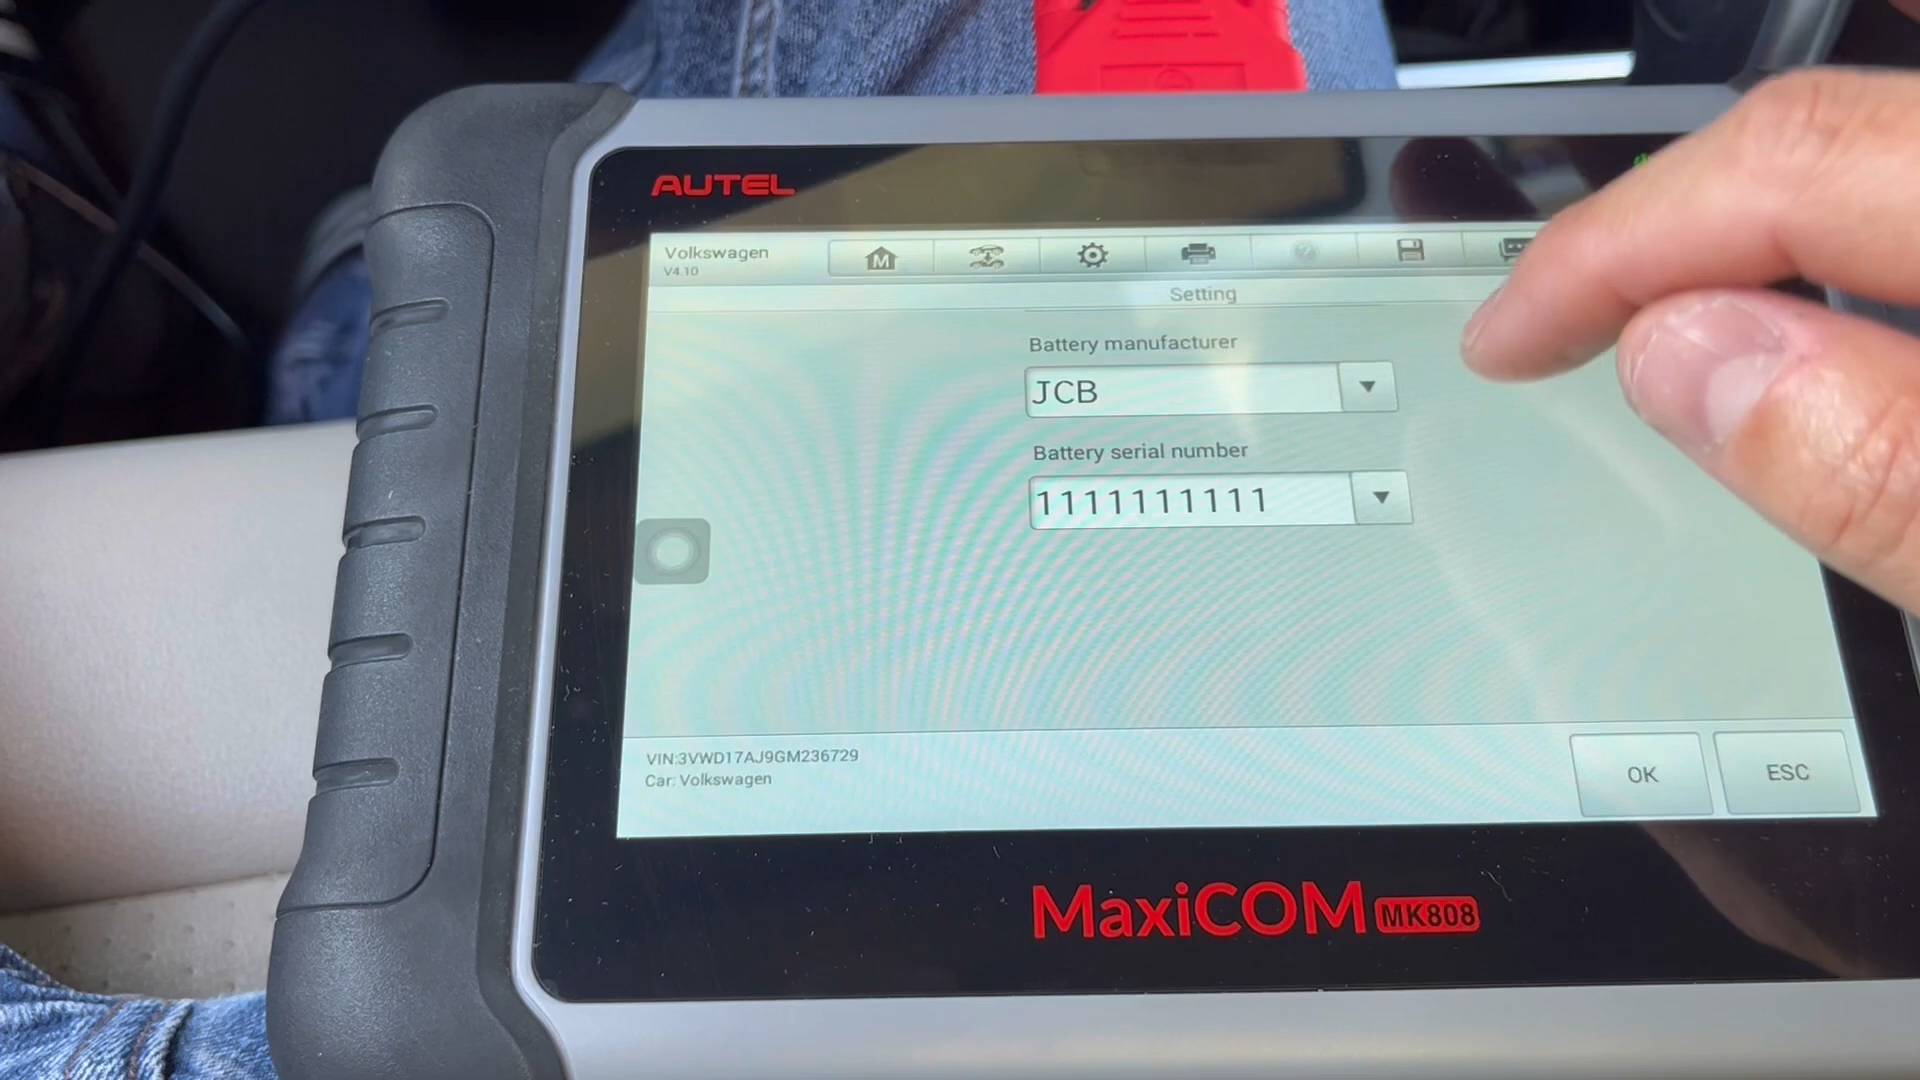 AUTEL
Volkswagen
V4.10
M
Setting
Battery manufacturer
JCB
Battery serial number
1111111111
VIN:3VWD17AJ9GM236729
Car: Volkswagen
OK
ESC
MaxiCOM MK808